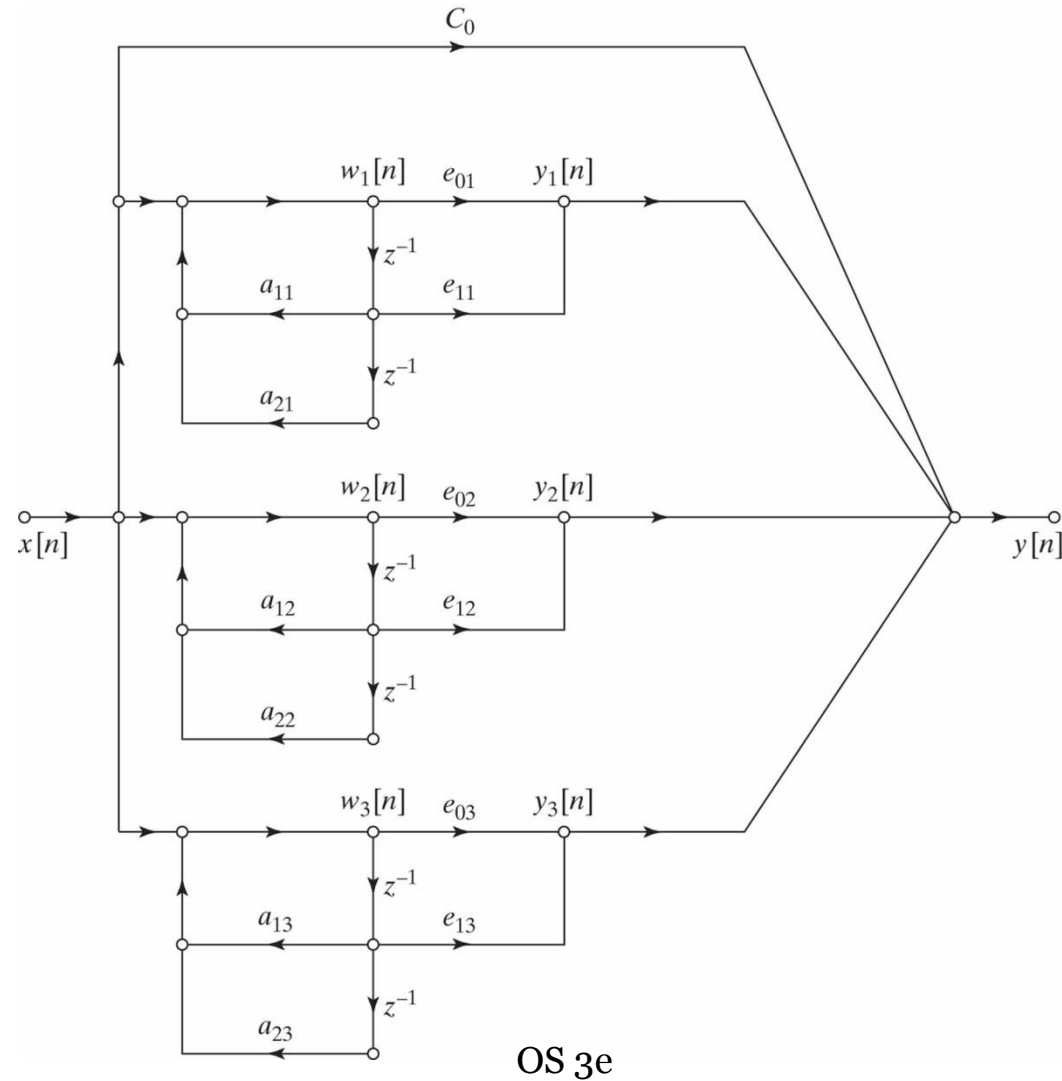 C₀
w₁[n] e₀₁ y₁[n]
z⁻¹
a₁₁ e₁₁
z⁻¹
a₂₁
w₂[n] e₀₂ y₂[n]
x[n] y[n]
z⁻¹
a₁₂ e₁₂
z⁻¹
a₂₂
w₃[n] e₀₃ y₃[n]
z⁻¹
a₁₃ e₁₃
z⁻¹
a₂₃
OS 3e